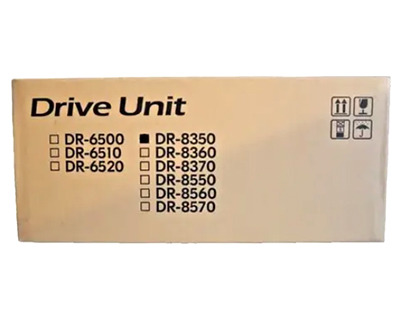 Drive Unit
☐ DR-6500 ■ DR-8350
☐ DR-6510 ☐ DR-8360
☐ DR-6520 ☐ DR-8370
☐ DR-8550
☐ DR-8560
☐ DR-8570